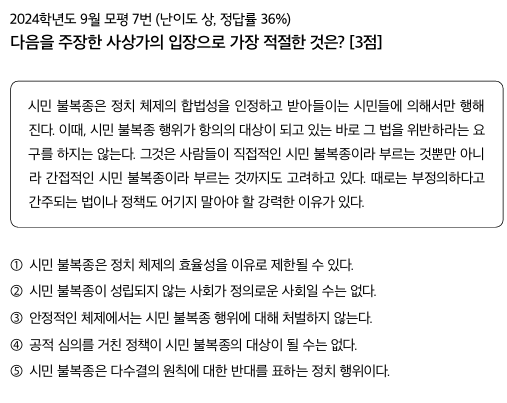 2024학년도 9월 모평 7번 (난이도 상, 정답률 36%)
다음을 주장한 사상가의 입장으로 가장 적절한 것은? [3점]
시민 불복종은 정치 체제의 합법성을 인정하고 받아들이는 시민들에 의해서만 행해
진다. 이때, 시민 불복종 행위가 항의의 대상이 되고 있는 바로 그 법을 위반하라는 요
구를 하지는 않는다. 그것은 사람들이 직접적인 시민 불복종이라 부르는 것뿐만 아니
라 간접적인 시민 불복종이라 부르는 것까지도 고려하고 있다. 때로는 부정의하다고
간주되는 법이나 정책도 어기지 말아야 할 강력한 이유가 있다.
① 시민 불복종은 정치 체제의 효율성을 이유로 제한될 수 있다.
② 시민 불복종이 성립되지 않는 사회가 정의로운 사회일 수는 없다.
③ 안정적인 체제에서는 시민 불복종 행위에 대해 처벌하지 않는다.
④ 공적 심의를 거친 정책이 시민 불복종의 대상이 될 수는 없다.
⑤ 시민 불복종은 다수결의 원칙에 대한 반대를 표하는 정치 행위이다.